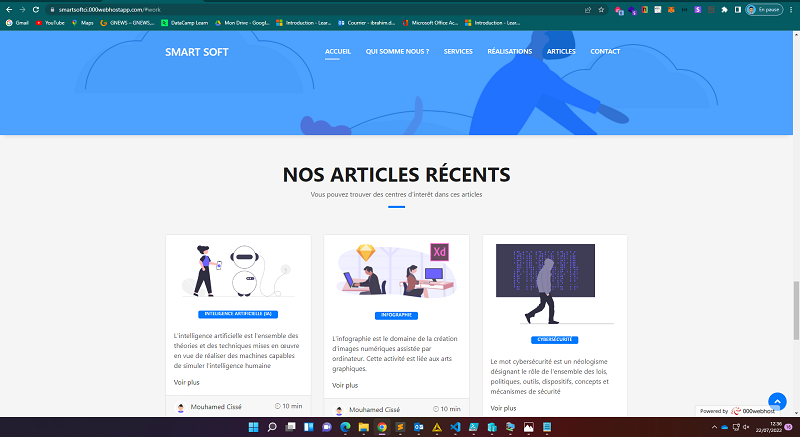 smartsoftci.000webhostapp.com/#work
En pause
Gmail YouTube Maps GNEWS – GNEWS,... DataCamp Learn Mon Drive - Googl... Introduction - Lear... Courrier - ibrahim.d... Microsoft Office Ac... Introduction - Lear...
SMART SOFT ACCUEIL QUI SOMME NOUS ? SERVICES RÉALISATIONS ARTICLES CONTACT
NOS ARTICLES RÉCENTS
Vous pouvez trouver des centres d'interêt dans ces articles
Xd
INTELIGENCE ARTIFICIELLE (IA)
L'intelligence artificielle est l'ensemble des
théories et des techniques mises en œuvre
en vue de réaliser des machines capables
de simuler l'intelligence humaine
Voir plus
Mouhamed Cissé 10 min
INFOGRAPHIE
L'infographie est le domaine de la création
d'images numériques assistée par
ordinateur. Cette activité est liée aux arts
graphiques.
Voir plus
Mouhamed Cissé 10 min
CYBERSÉCURITÉ
Le mot cybersécurité est un néologisme
désignant le rôle de l'ensemble des lois,
politiques, outils, dispositifs, concepts et
mécanismes de sécurité
Voir plus
Powered by 000webhost
12:36
22/07/2022